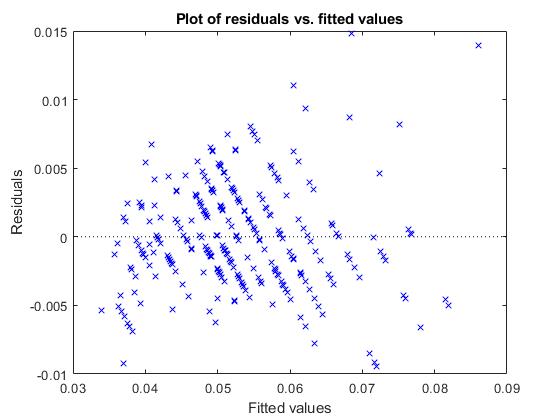 Plot of residuals vs. fitted values
0.015
0.01
0.005
0
-0.005
-0.01
0.03 0.04 0.05 0.06 0.07 0.08 0.09
Residuals
Fitted values